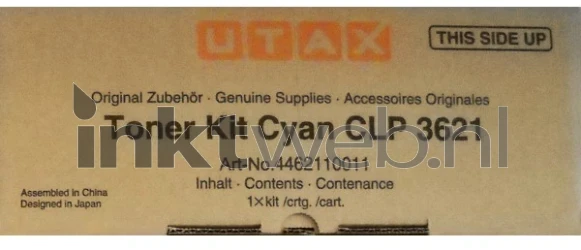 UTAX
THIS SIDE UP
Original Zubehör · Genuine Supplies · Accessoires Originales
Toner Kit Cyan CLP 3621
inktweb.nl
Art-No.4462110011
Inhalt · Contents · Contenance
1×kit /crtg. /cart.
Assembled in China
Designed in Japan